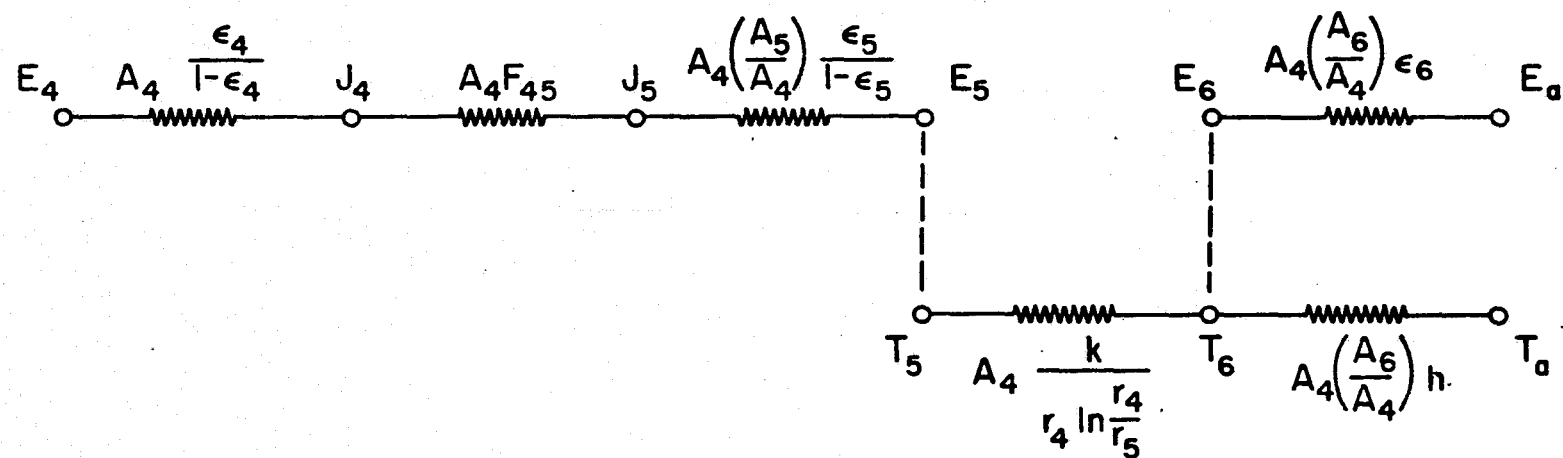 E₄ A₄ ε₄/(1-ε₄) J₄ A₄F₄₅ J₅ A₄(A₅/A₄) ε₅/(1-ε₅) E₅ E₆ A₄(A₆/A₄) ε₆ Eₐ
T₅ A₄ k/(r₄ ln r₄/r₅) T₆ A₄(A₆/A₄) h Tₐ